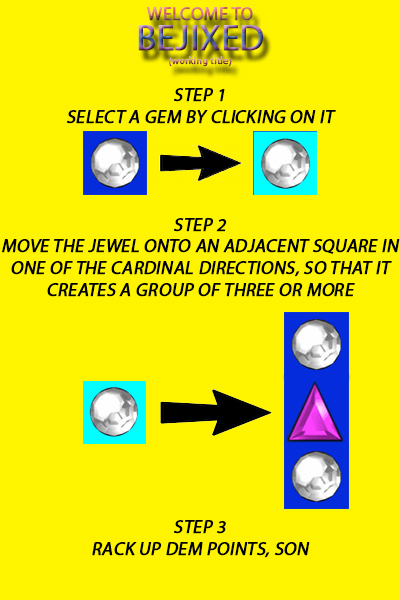 WELCOME TO
BEJIXED
(working title)
STEP 1
SELECT A GEM BY CLICKING ON IT
STEP 2
MOVE THE JEWEL ONTO AN ADJACENT SQUARE IN
ONE OF THE CARDINAL DIRECTIONS, SO THAT IT
CREATES A GROUP OF THREE OR MORE
STEP 3
RACK UP DEM POINTS, SON